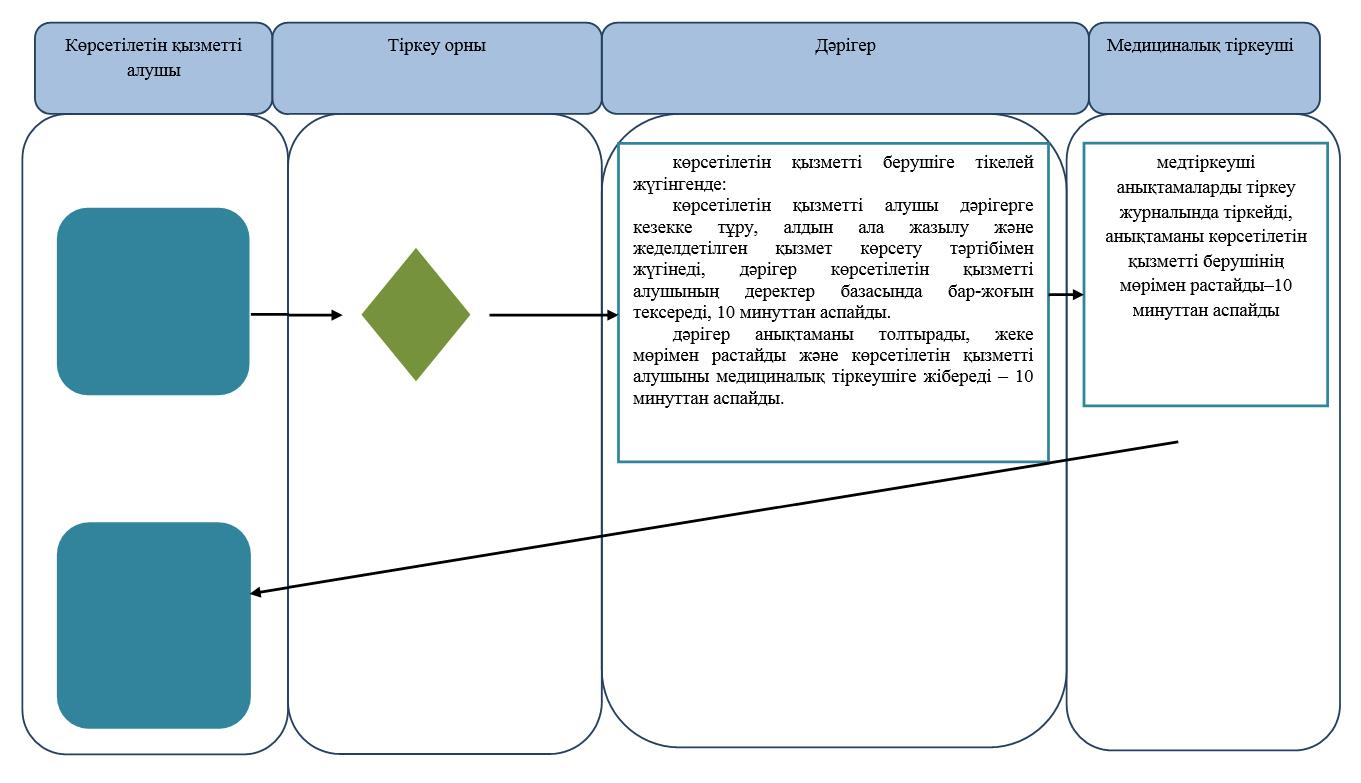 Көрсетілетін қызметті
алушы
Тіркеу орны
Дәрігер
Медициналық тіркеуші
көрсетілетін қызметті берушіге тікелей
жүгінгенде:
көрсетілетін қызметті алушы дәрігерге
кезекке тұру, алдын ала жазылу және
жеделдетілген қызмет көрсету тәртібімен
жүгінеді, дәрігер көрсетілетін қызметті
алушының деректер базасында бар-жоғын
тексереді, 10 минуттан аспайды.
дәрігер анықтаманы толтырады, жеке
мөрімен растайды және көрсетілетін қызметті
алушыны медициналық тіркеушіге жібереді – 10
минуттан аспайды.
медтіркеуші
анықтамаларды тіркеу
журналында тіркейді,
анықтаманы көрсетілетін
қызметті берушінің
мөрімен растайды–10
минуттан аспайды